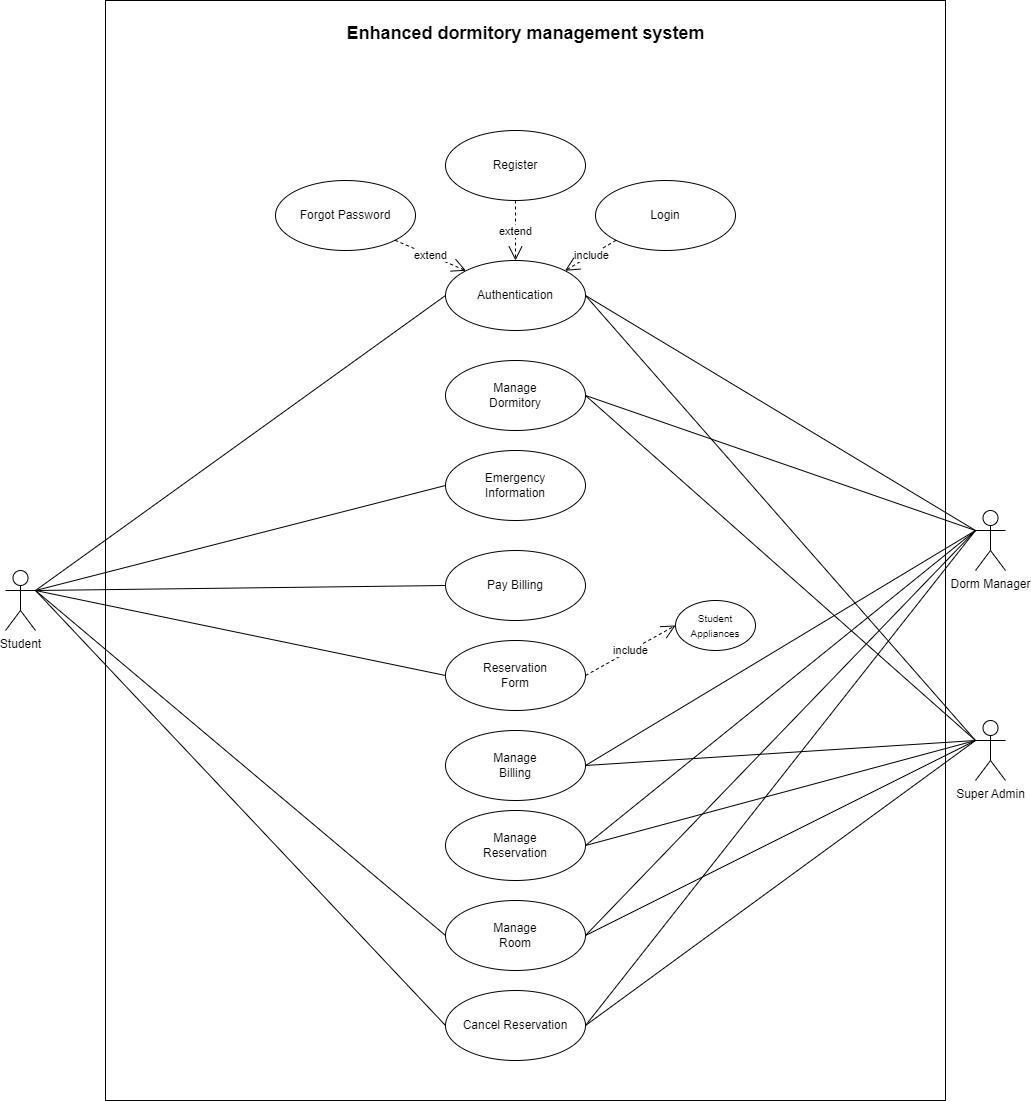 Enhanced dormitory management system
Register
Forgot Password
Login
extend
extend
include
Authentication
Manage
Dormitory
Emergency
Information
Dorm Manager
Pay Billing
Student
Appliances
Student
include
Reservation
Form
Manage
Billing
Super Admin
Manage
Reservation
Manage
Room
Cancel Reservation